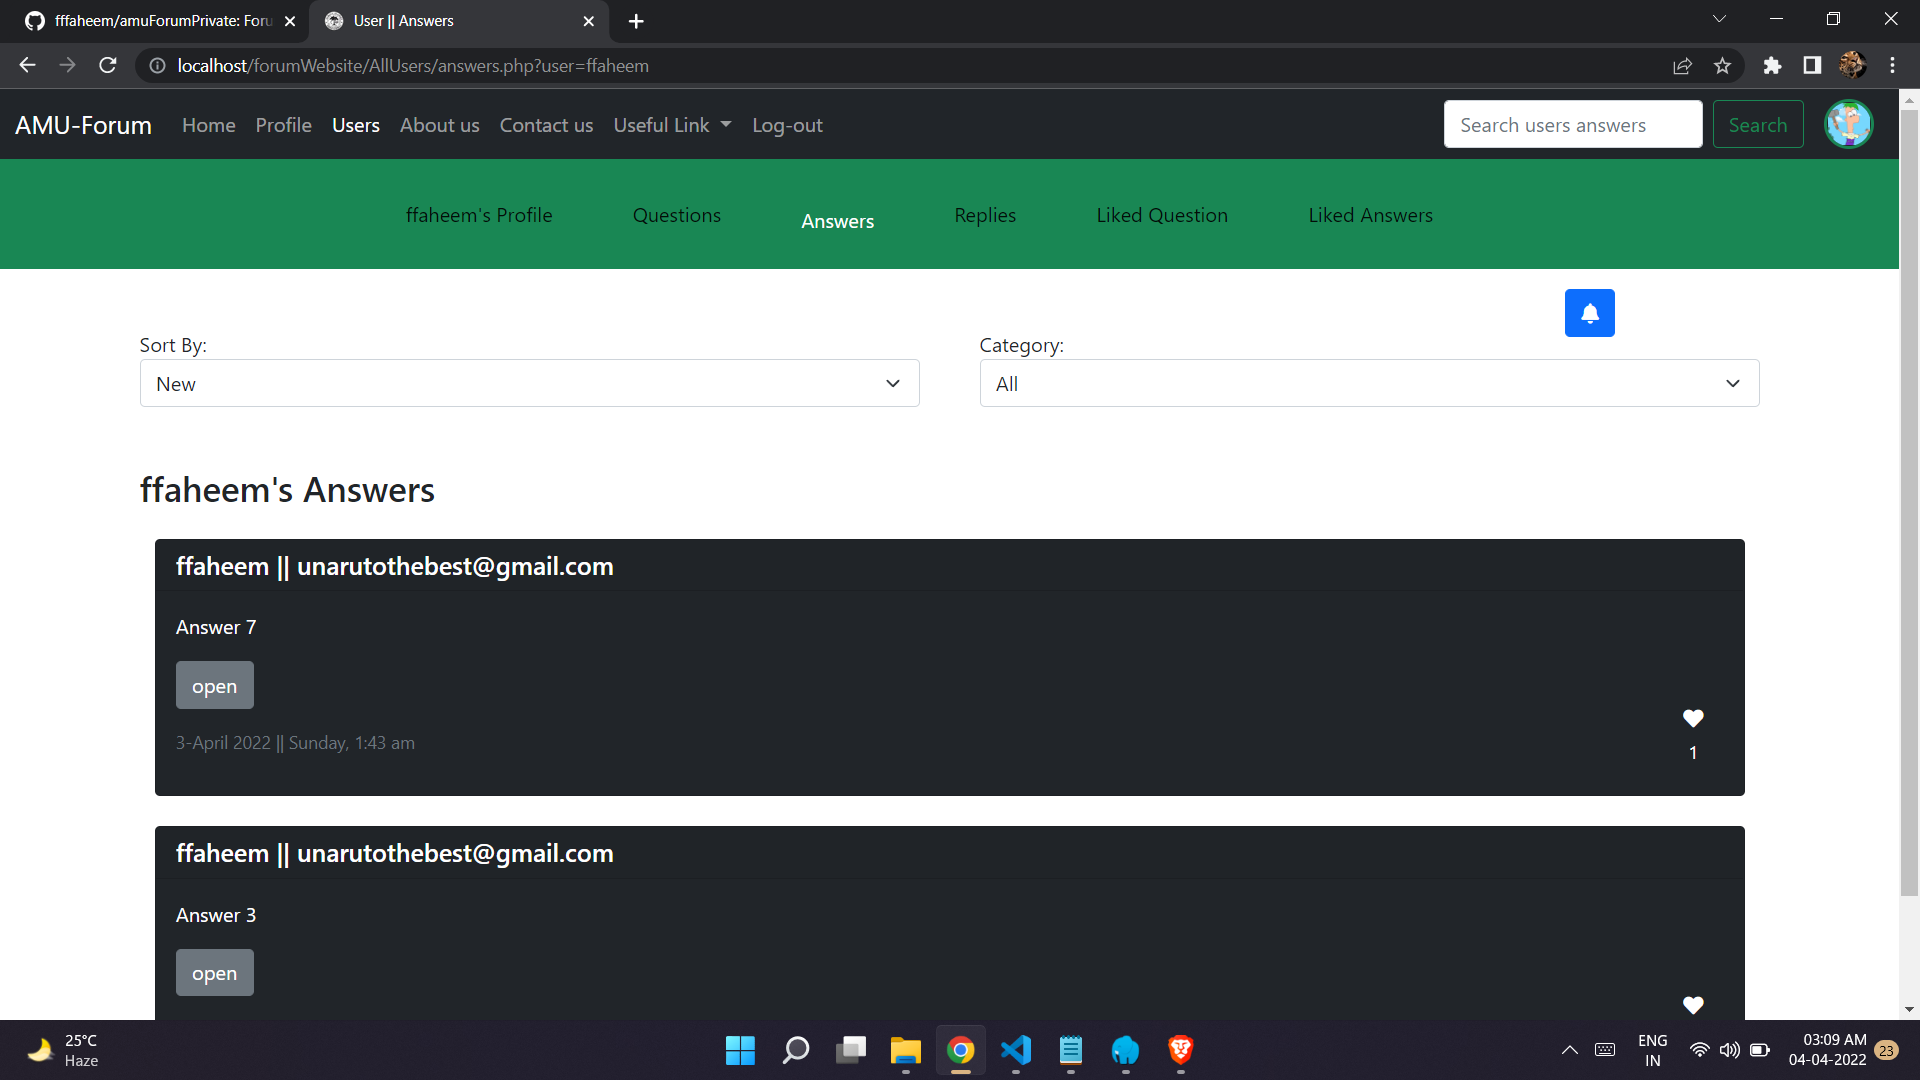 fffaheem/amuForumPrivate: Foru
User || Answers
localhost/forumWebsite/AllUsers/answers.php?user=ffaheem
AMU-Forum Home Profile Users About us Contact us Useful Link Log-out Search users answers Search
ffaheem's Profile Questions Answers Replies Liked Question Liked Answers
Sort By: Category:
New All
ffaheem's Answers
ffaheem || unarutothebest@gmail.com
Answer 7
open
3-April 2022 || Sunday, 1:43 am
1
ffaheem || unarutothebest@gmail.com
Answer 3
open
25°C
Haze
ENG
IN
03:09 AM
04-04-2022
23